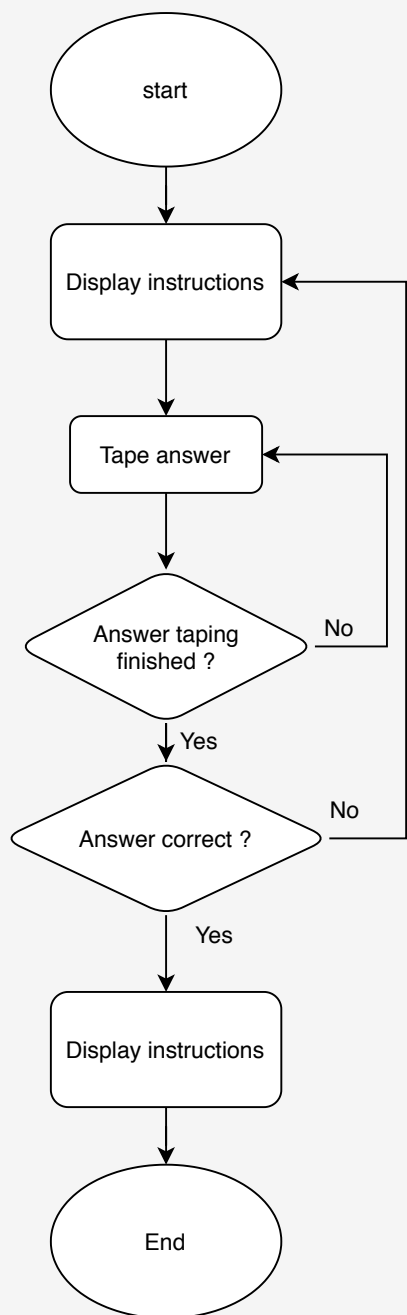 start
Display instructions
Tape answer
Answer taping
finished ?
No
Yes
Answer correct ?
No
Yes
Display instructions
End